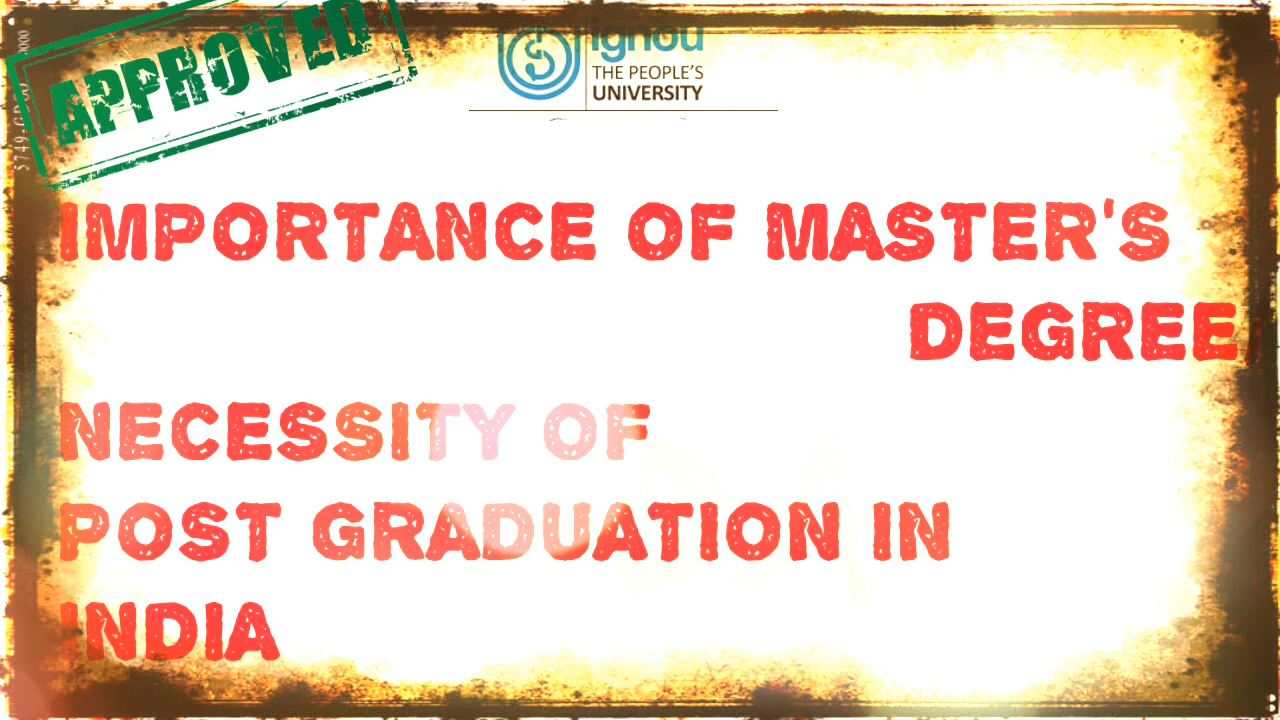 APPROVED
ignou
THE PEOPLE'S
UNIVERSITY
IMPORTANCE OF MASTER'S
DEGREE,
NECESSITY OF
POST GRADUATION IN
INDIA